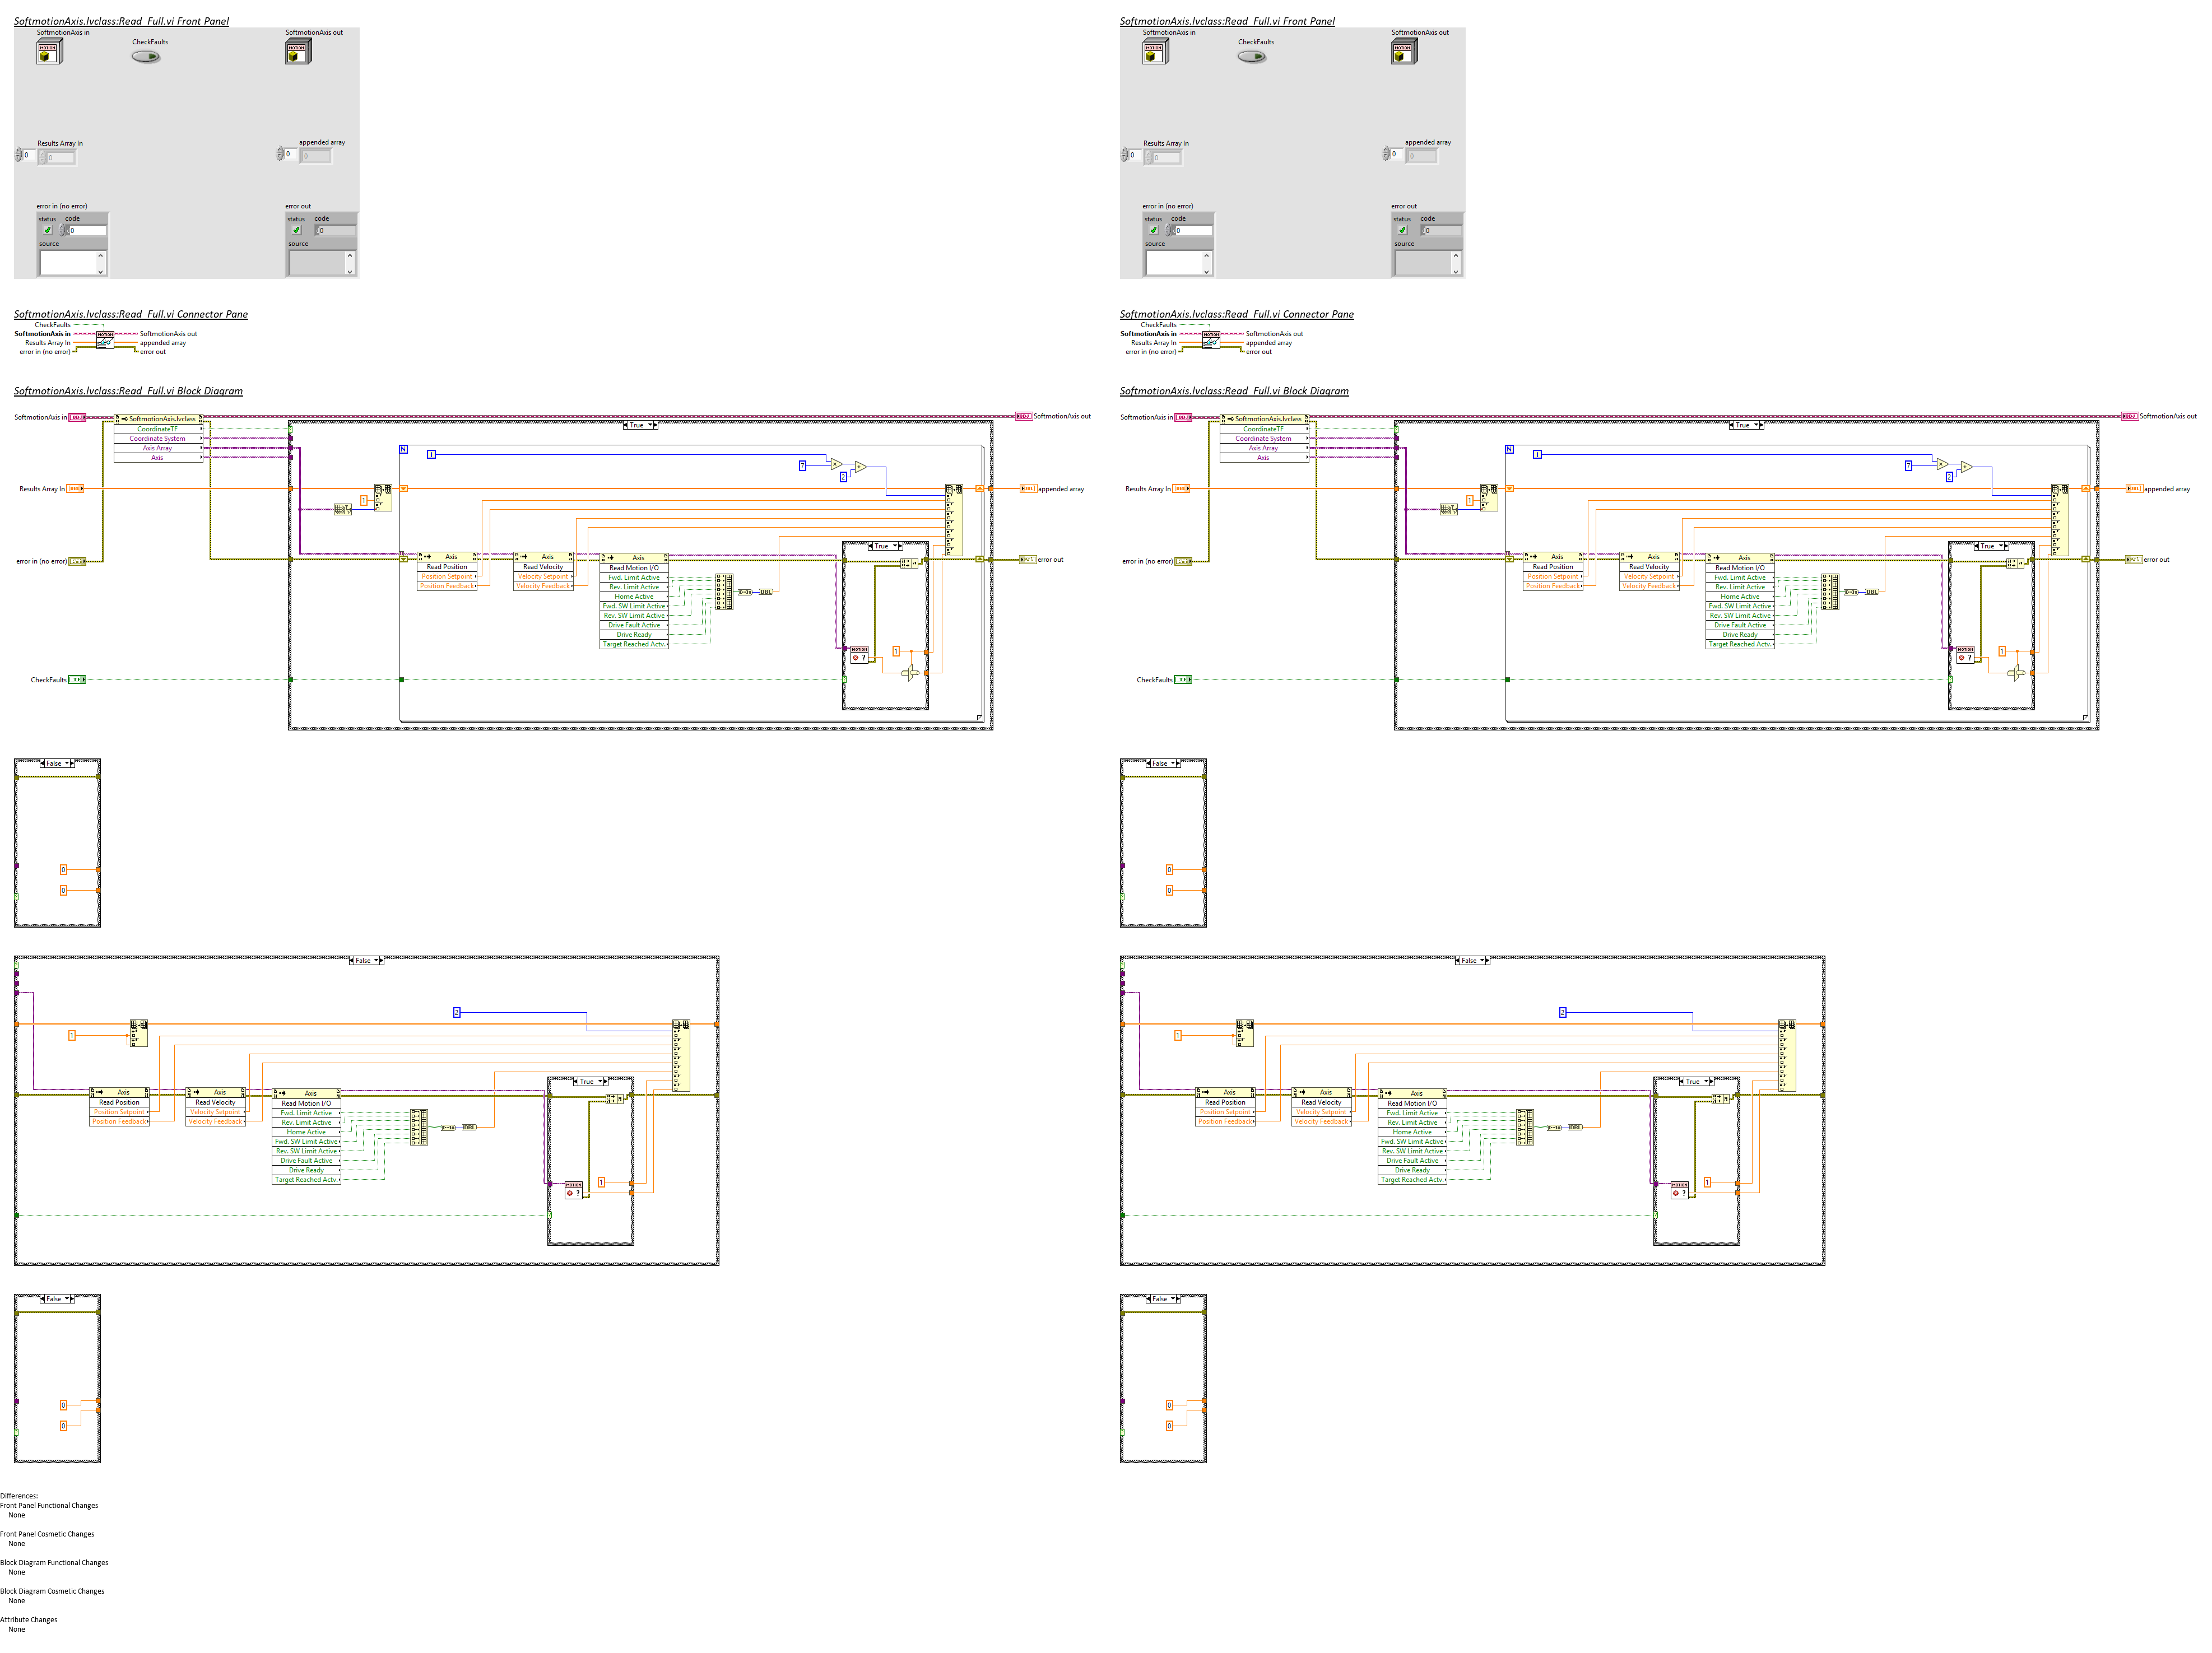 SoftmotionAxis.lvclass:Read_Full.vi Front Panel
SoftmotionAxis in
SoftmotionAxis out
CheckFaults
MOTION
MOTION
Results Array In
appended array
0
0
0
0
error in (no error)
error out
status code
status code
0
0
source
source
SoftmotionAxis.lvclass:Read_Full.vi Connector Pane
CheckFaults
SoftmotionAxis in
SoftmotionAxis out
Results Array In
appended array
error in (no error)
error out
SoftmotionAxis.lvclass:Read_Full.vi Block Diagram
SoftmotionAxis in
SoftmotionAxis.lvclass
SoftmotionAxis out
CoordinateTF
Coordinate System
Axis Array
Axis
True
N
i
7
2
Results Array In
1
appended array
error in (no error)
Axis
Read Position
Position Setpoint
Position Feedback
Axis
Read Velocity
Velocity Setpoint
Velocity Feedback
Axis
Read Motion I/O
Fwd. Limit Active
Rev. Limit Active
Home Active
Fwd. SW Limit Active
Rev. SW Limit Active
Drive Fault Active
Drive Ready
Target Reached Actv.
DBL
True
MOTION
?
1
error out
CheckFaults
TF
False
0
0
False
2
1
Axis
Read Position
Position Setpoint
Position Feedback
Axis
Read Velocity
Velocity Setpoint
Velocity Feedback
Axis
Read Motion I/O
Fwd. Limit Active
Rev. Limit Active
Home Active
Fwd. SW Limit Active
Rev. SW Limit Active
Drive Fault Active
Drive Ready
Target Reached Actv.
DBL
True
MOTION
?
1
False
0
0
Differences:
Front Panel Functional Changes
None
Front Panel Cosmetic Changes
None
Block Diagram Functional Changes
None
Block Diagram Cosmetic Changes
None
Attribute Changes
None
SoftmotionAxis.lvclass:Read_Full.vi Front Panel
SoftmotionAxis in
SoftmotionAxis out
CheckFaults
MOTION
MOTION
Results Array In
appended array
0
0
0
0
error in (no error)
error out
status code
status code
0
0
source
source
SoftmotionAxis.lvclass:Read_Full.vi Connector Pane
CheckFaults
SoftmotionAxis in
SoftmotionAxis out
Results Array In
appended array
error in (no error)
error out
SoftmotionAxis.lvclass:Read_Full.vi Block Diagram
SoftmotionAxis in
SoftmotionAxis.lvclass
SoftmotionAxis out
CoordinateTF
Coordinate System
Axis Array
Axis
True
N
i
7
2
Results Array In
1
appended array
error in (no error)
Axis
Read Position
Position Setpoint
Position Feedback
Axis
Read Velocity
Velocity Setpoint
Velocity Feedback
Axis
Read Motion I/O
Fwd. Limit Active
Rev. Limit Active
Home Active
Fwd. SW Limit Active
Rev. SW Limit Active
Drive Fault Active
Drive Ready
Target Reached Actv.
DBL
True
MOTION
?
1
error out
CheckFaults
TF
False
0
0
False
2
1
Axis
Read Position
Position Setpoint
Position Feedback
Axis
Read Velocity
Velocity Setpoint
Velocity Feedback
Axis
Read Motion I/O
Fwd. Limit Active
Rev. Limit Active
Home Active
Fwd. SW Limit Active
Rev. SW Limit Active
Drive Fault Active
Drive Ready
Target Reached Actv.
DBL
True
MOTION
?
1
False
0
0